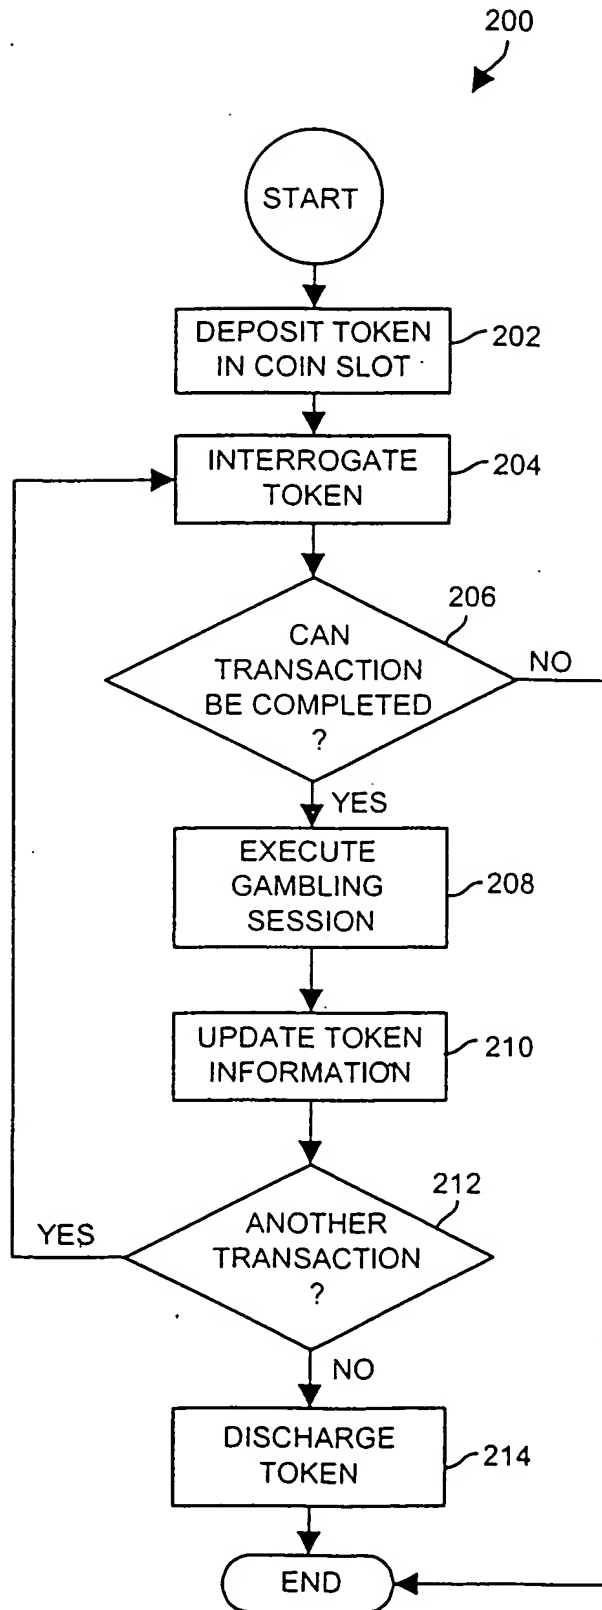 200
START
DEPOSIT TOKEN
IN COIN SLOT
202
INTERROGATE
TOKEN
204
206
CAN
TRANSACTION
BE COMPLETED
?
NO
YES
EXECUTE
GAMBLING
SESSION
208
UPDATE TOKEN
INFORMATION
210
212
YES
ANOTHER
TRANSACTION
?
NO
DISCHARGE
TOKEN
214
END